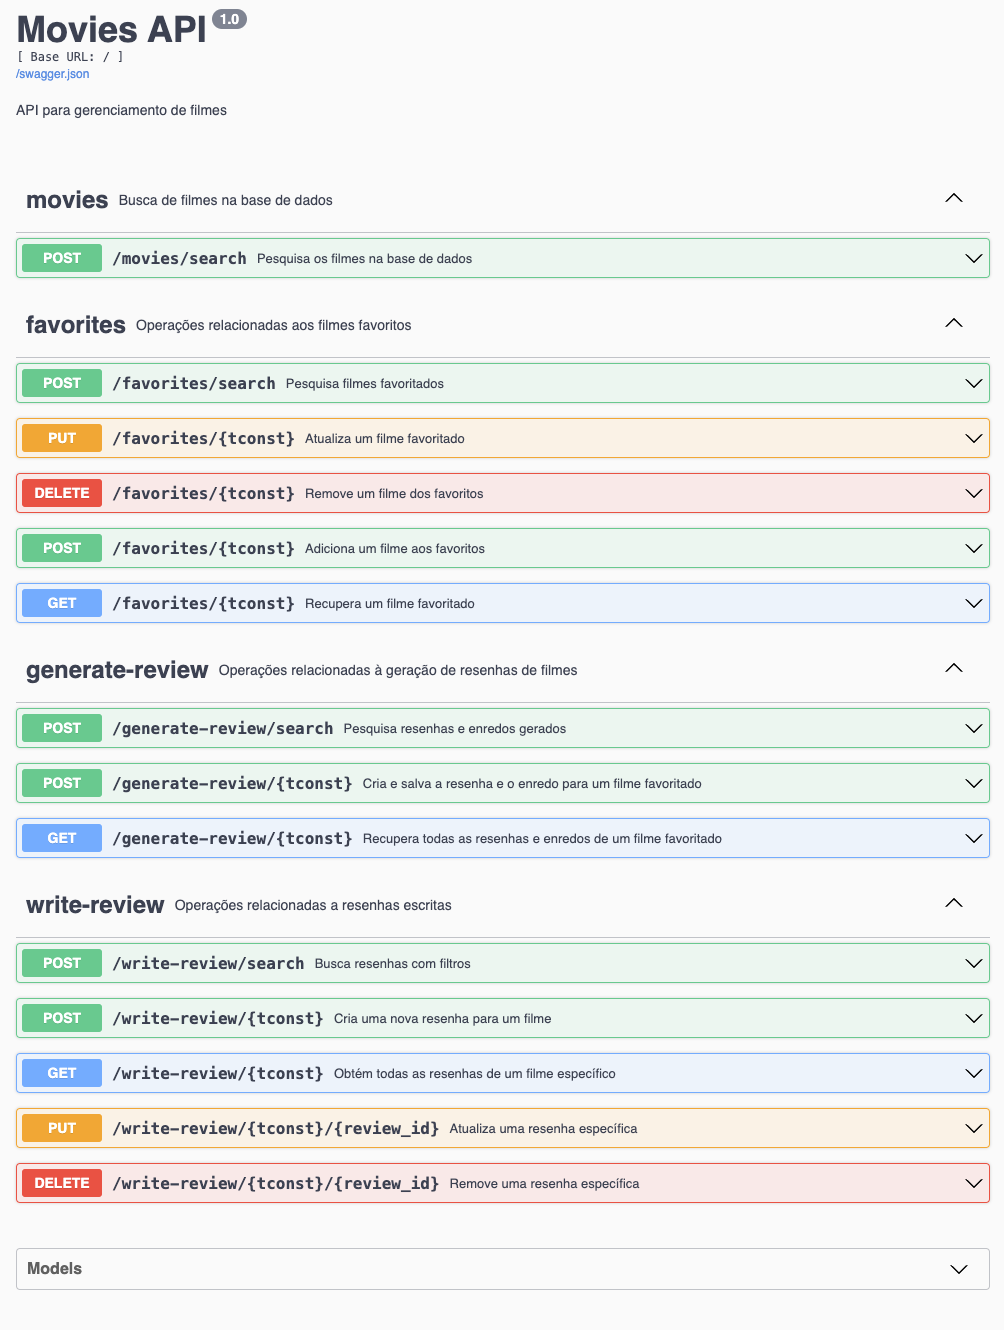 Movies API 1.0
[ Base URL: / ]
/swagger.json
API para gerenciamento de filmes
movies Busca de filmes na base de dados
POST /movies/search Pesquisa os filmes na base de dados
favorites Operações relacionadas aos filmes favoritos
POST /favorites/search Pesquisa filmes favoritados
PUT /favorites/{tconst} Atualiza um filme favoritado
DELETE /favorites/{tconst} Remove um filme dos favoritos
POST /favorites/{tconst} Adiciona um filme aos favoritos
GET /favorites/{tconst} Recupera um filme favoritado
generate-review Operações relacionadas à geração de resenhas de filmes
POST /generate-review/search Pesquisa resenhas e enredos gerados
POST /generate-review/{tconst} Cria e salva a resenha e o enredo para um filme favoritado
GET /generate-review/{tconst} Recupera todas as resenhas e enredos de um filme favoritado
write-review Operações relacionadas a resenhas escritas
POST /write-review/search Busca resenhas com filtros
POST /write-review/{tconst} Cria uma nova resenha para um filme
GET /write-review/{tconst} Obtém todas as resenhas de um filme específico
PUT /write-review/{tconst}/{review_id} Atualiza uma resenha específica
DELETE /write-review/{tconst}/{review_id} Remove uma resenha específica
Models